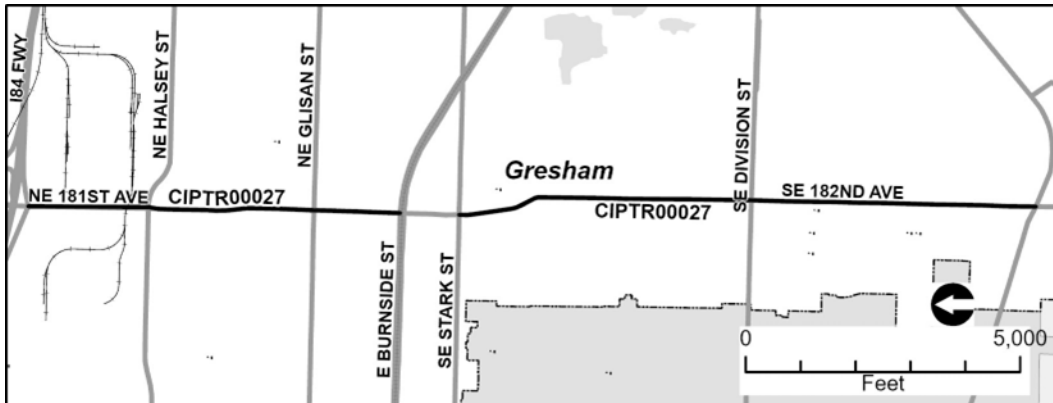 I84 FWY
NE HALSEY ST
NE GLISAN ST
SE DIVISION ST
Gresham
NE 181ST AVE
CIPTR00027
SE 182ND AVE
CIPTR00027
E BURNSIDE ST
SE STARK ST
0
5,000
Feet